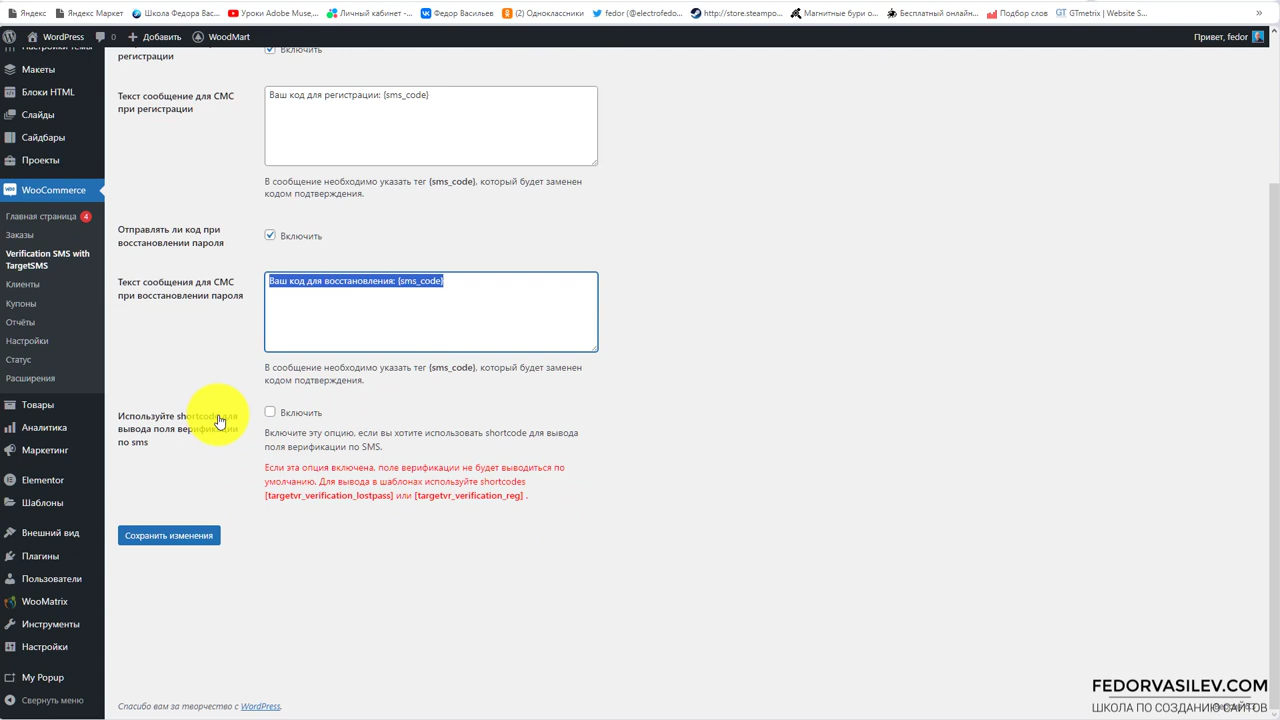 Яндекс
Яндекс Маркет
Школа Федора Вас...
Уроки Adobe Muse,...
Личный кабинет -...
Федор Васильев
(2) Одноклассники
fedor (@electrofedo...
http://store.steampo...
Магнитные бури о...
Бесплатный онлайн...
Подбор слов
GTmetrix | Website S...
»
WordPress
0
Добавить
WoodMart
Привет, fedor
Настройки темы
Макеты
Блоки HTML
Слайды
Сайдбары
Проекты
WooCommerce
Главная страница 4
Заказы
Verification SMS with
TargetSMS
Клиенты
Купоны
Отчёты
Настройки
Статус
Расширения
Товары
Аналитика
Маркетинг
Elementor
Шаблоны
Внешний вид
Плагины
Пользователи
WooMatrix
Инструменты
Настройки
My Popup
Свернуть меню
регистрации
Включить
Текст сообщение для СМС
при регистрации
Ваш код для регистрации: {sms_code}
В сообщение необходимо указать тег {sms_code}, который будет заменен
кодом подтверждения.
Отправлять ли код при
восстановлении пароля
Включить
Текст сообщения для СМС
при восстановлении пароля
Ваш код для восстановления: {sms_code}
В сообщение необходимо указать тег {sms_code}, который будет заменен
кодом подтверждения.
Используйте shortcode для
вывода поля верификации
по sms
Включить
Включите эту опцию, если вы хотите использовать shortcode для вывода
поля верификации по SMS.
Если эта опция включена, поле верификации не будет выводиться по
умолчанию. Для вывода в шаблонах используйте shortcodes
[targetvr_verification_lostpass] или [targetvr_verification_reg] .
Сохранить изменения
Спасибо вам за творчество с WordPress.
FEDORVASILEV.COM
ШКОЛА ПО СОЗДАНИЮ САЙТОВ